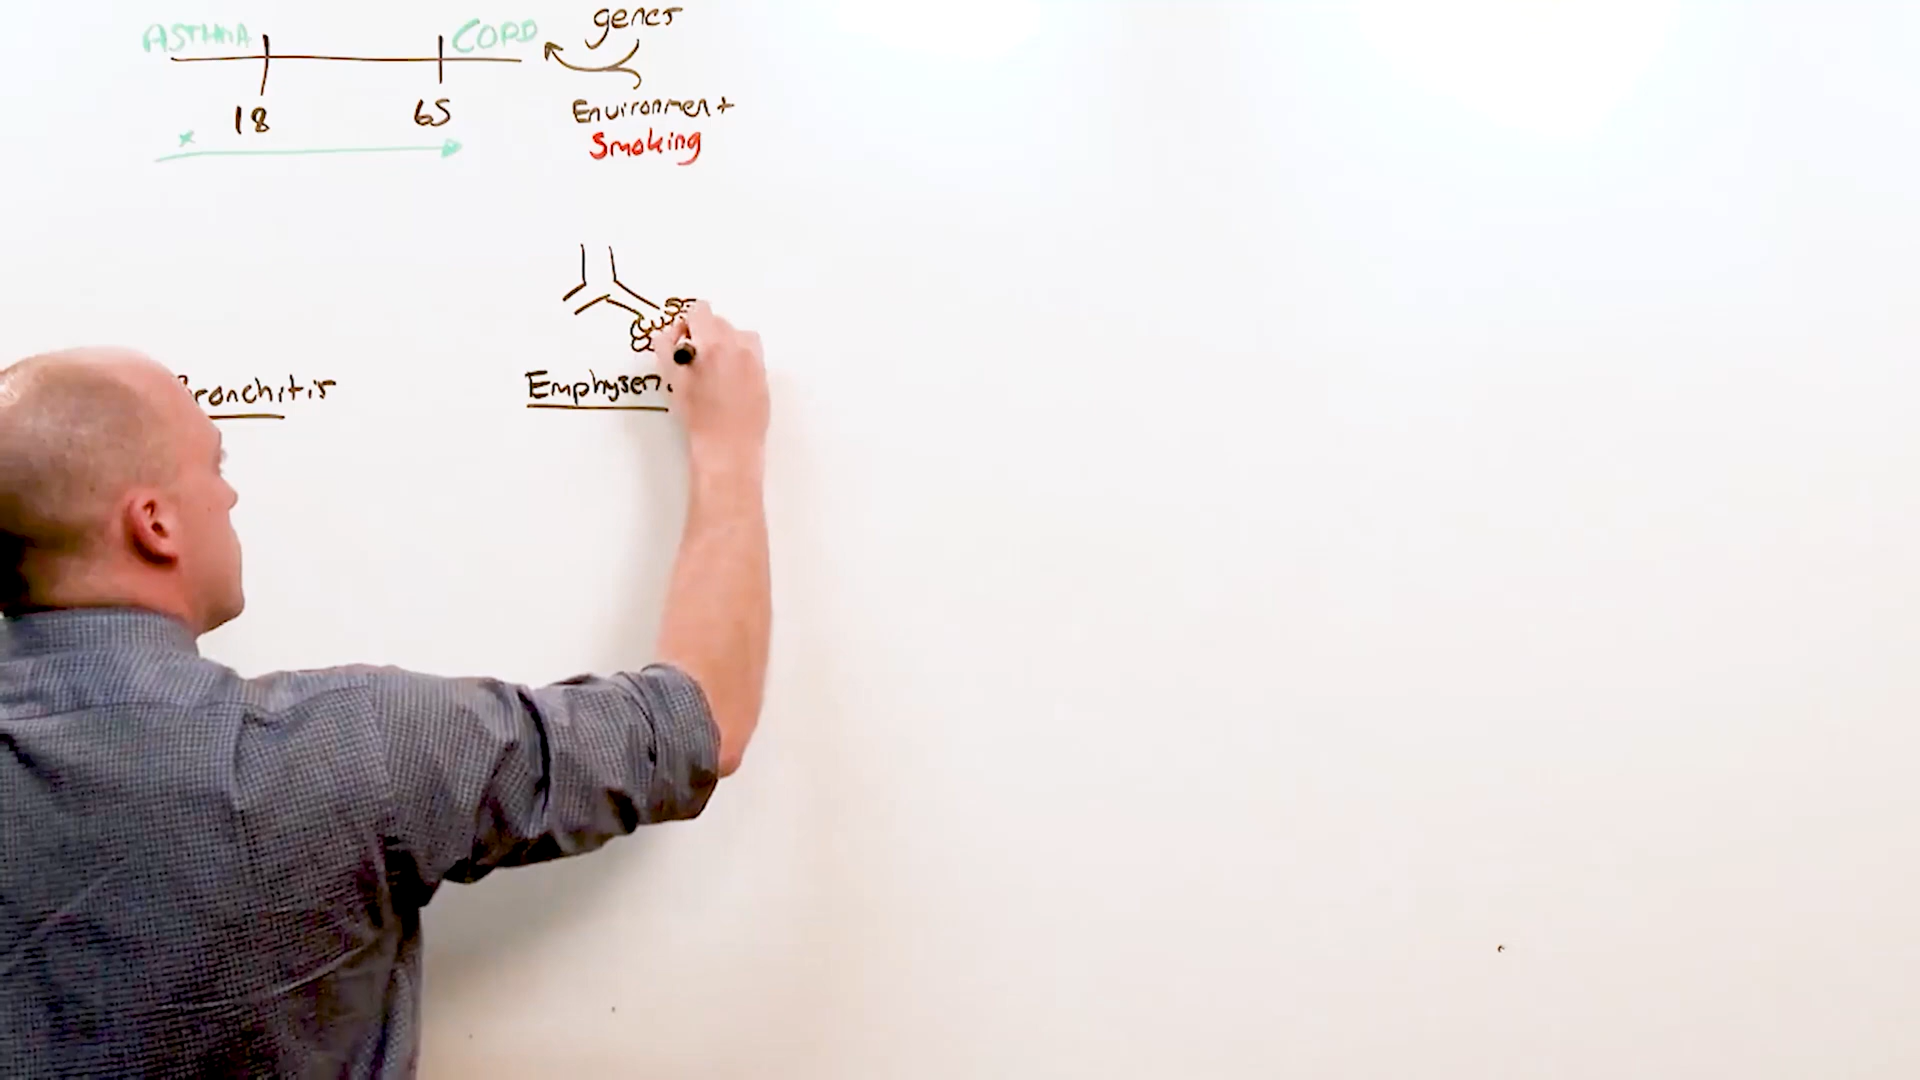 ASTHMA
COPD
genes
18
65
Environment
Smoking
ronchitis
Emphysem